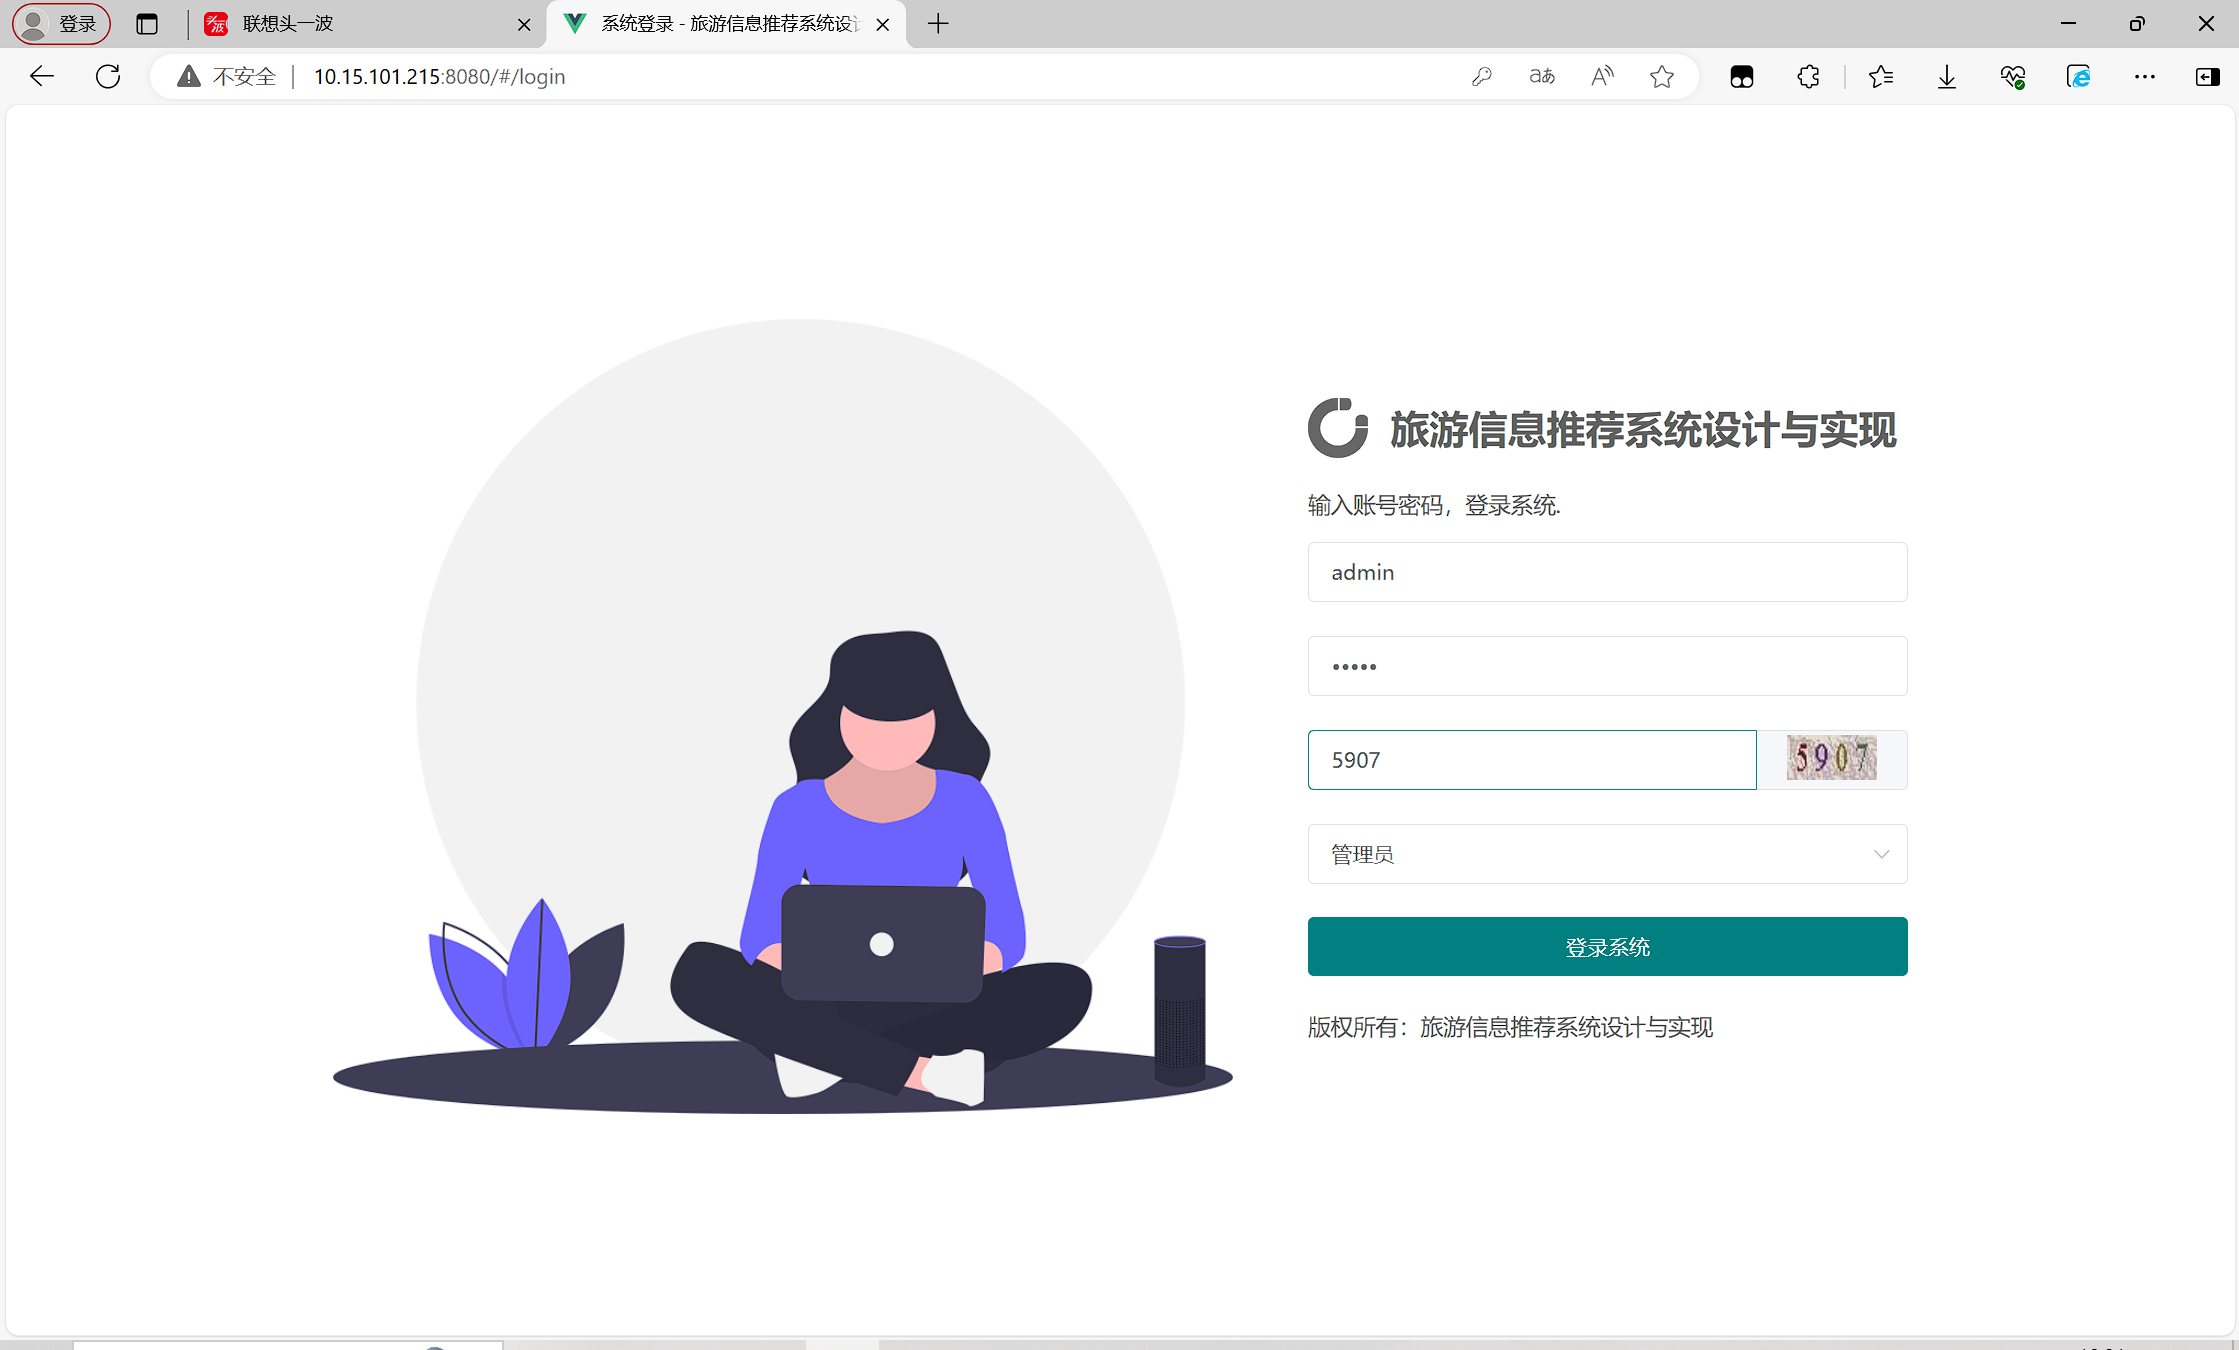 登录
联想头一波
系统登录 - 旅游信息推荐系统设
不安全
10.15.101.215:8080/#/login
旅游信息推荐系统设计与实现
输入账号密码，登录系统.
admin
•••••
5907
5907
管理员
登录系统
版权所有：旅游信息推荐系统设计与实现